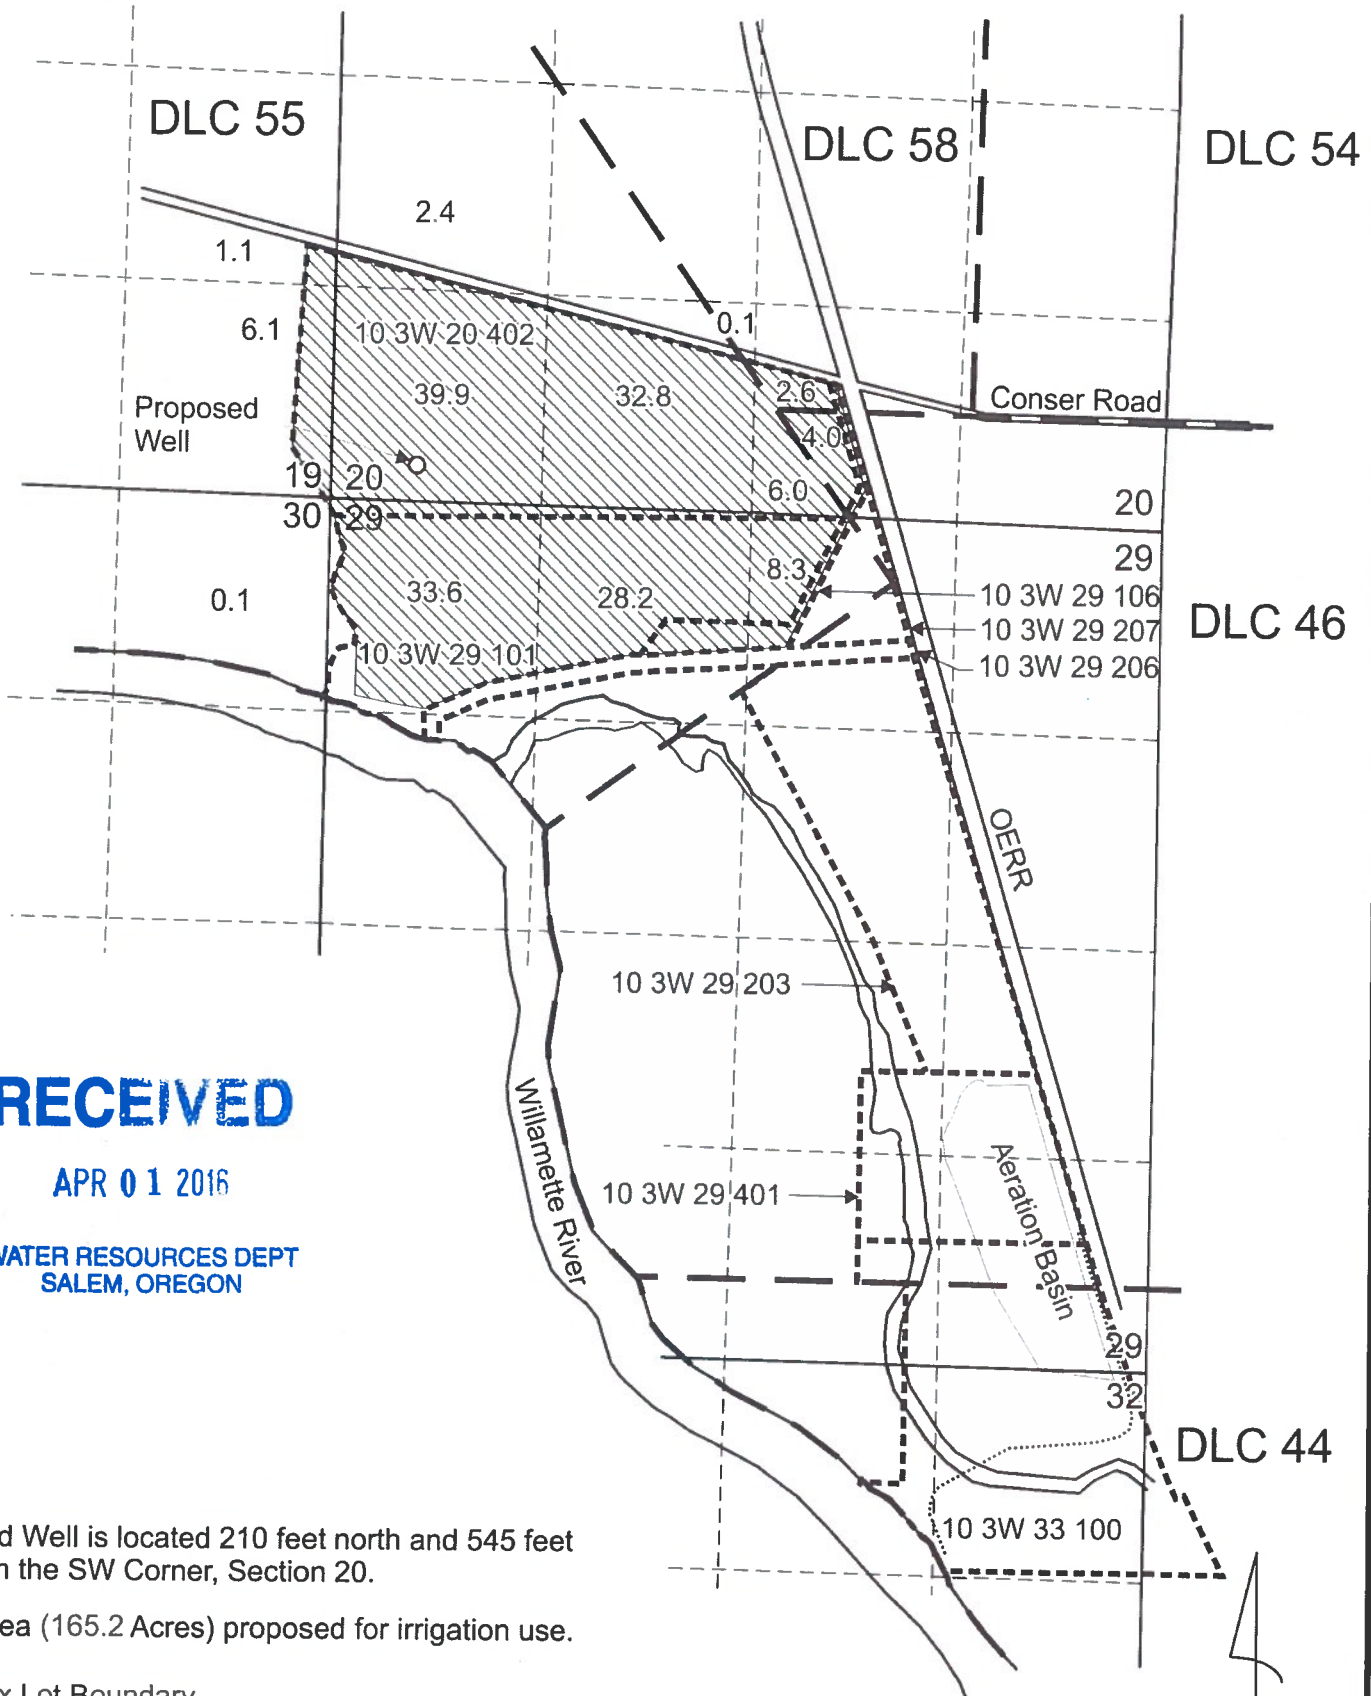 DLC 55
DLC 58
DLC 54
2.4
1.1
0.1
6.1
10 3W 20 402
39.9
32.8
2.6
Conser Road
Proposed
Well
4.0
19 20
6.0
20
30 29
29
8.3
33.6
28.2
0.1
10 3W 29 106
DLC 46
10 3W 29 207
10 3W 29 101
10 3W 29 206
OERR
10 3W 29 203
RECEIVED
APR 01 2016
WATER RESOURCES DEPT
SALEM, OREGON
Willamette River
10 3W 29 401
Aeration Basin
29
32
DLC 44
10 3W 33 100
d Well is located 210 feet north and 545 feet
the SW Corner, Section 20.
ea (165.2 Acres) proposed for irrigation use.
x Lot Boundary